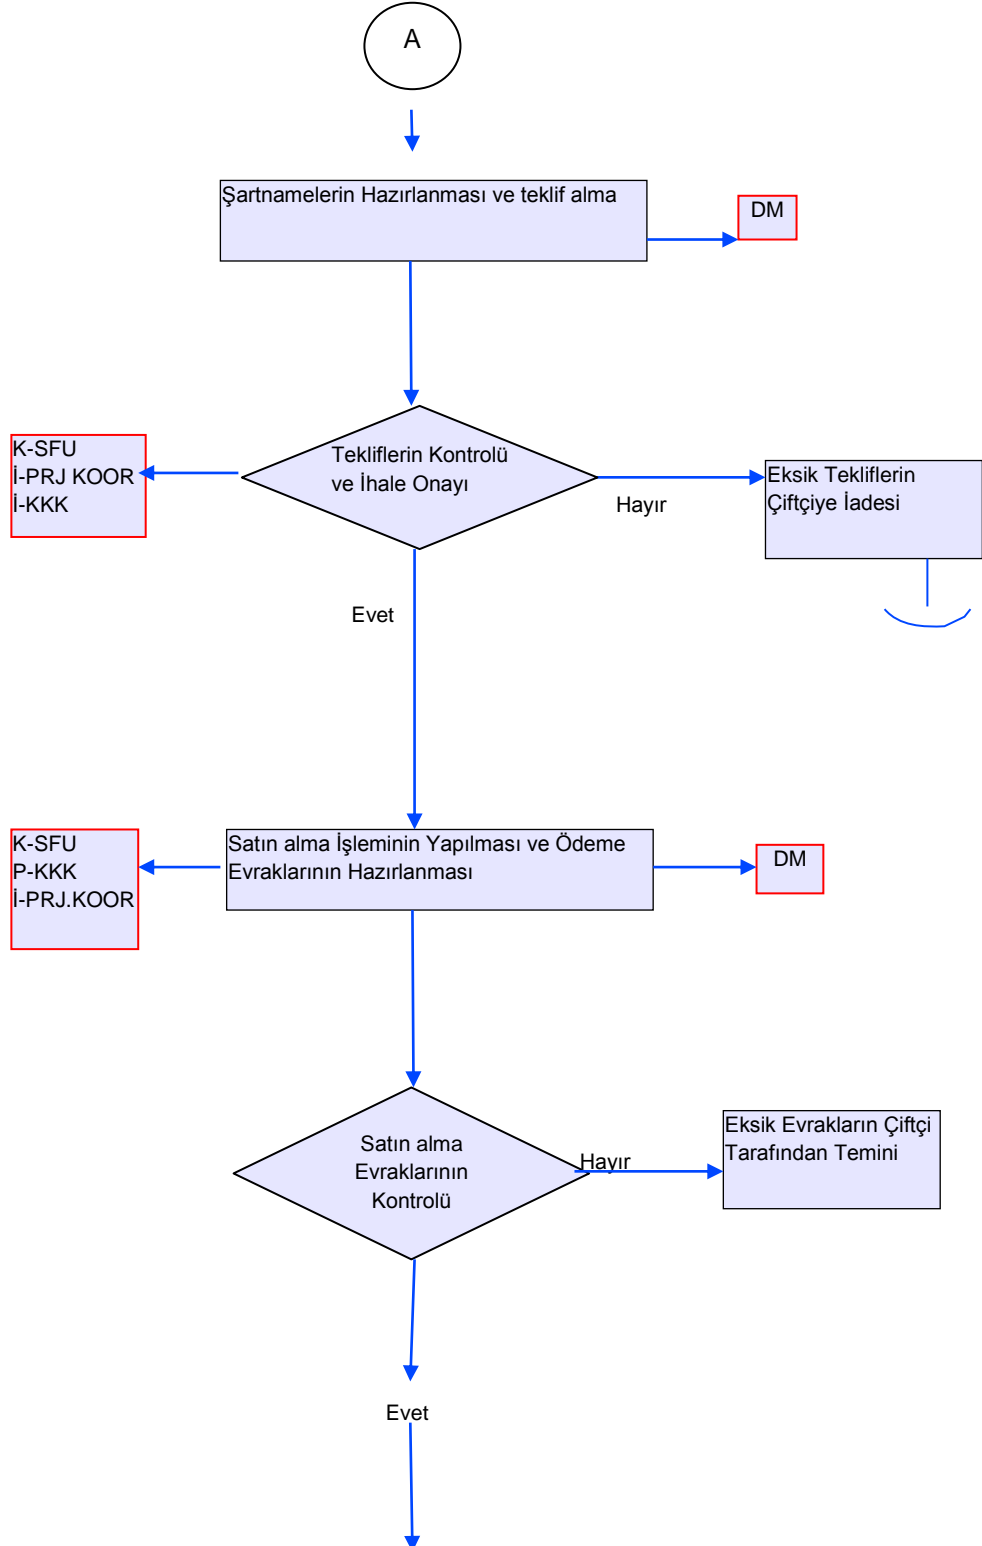 A
Şartnamelerin Hazırlanması ve teklif alma
DM
K-SFU
İ-PRJ KOOR
İ-KKK
Tekliflerin Kontrolü
ve İhale Onayı
Hayır
Eksik Tekliflerin
Çiftçiye İadesi
Evet
K-SFU
P-KKK
İ-PRJ.KOOR
Satın alma İşleminin Yapılması ve Ödeme
Evraklarının Hazırlanması
DM
Satın alma
Evraklarının
Kontrolü
Hayır
Eksik Evrakların Çiftçi
Tarafından Temini
Evet